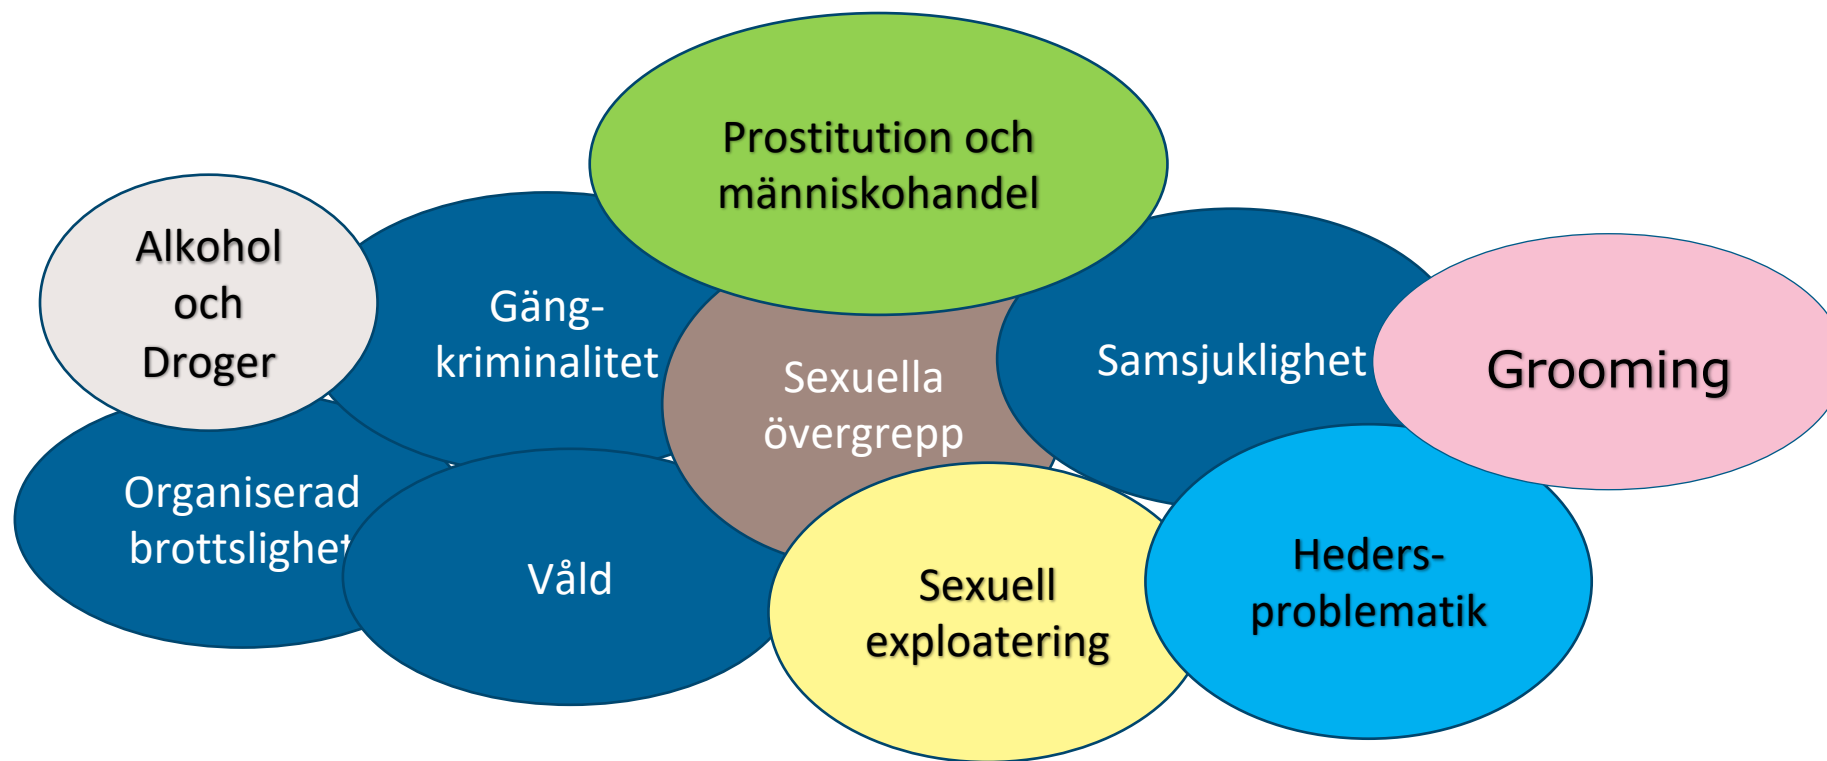 Prostitution och
människohandel
Alkohol
och
Droger
Gäng-
kriminalitet
Sexuella
övergrepp
Samsjuklighet
Grooming
Organiserad
brottslighet
Våld
Sexuell
exploatering
Heders-
problematik